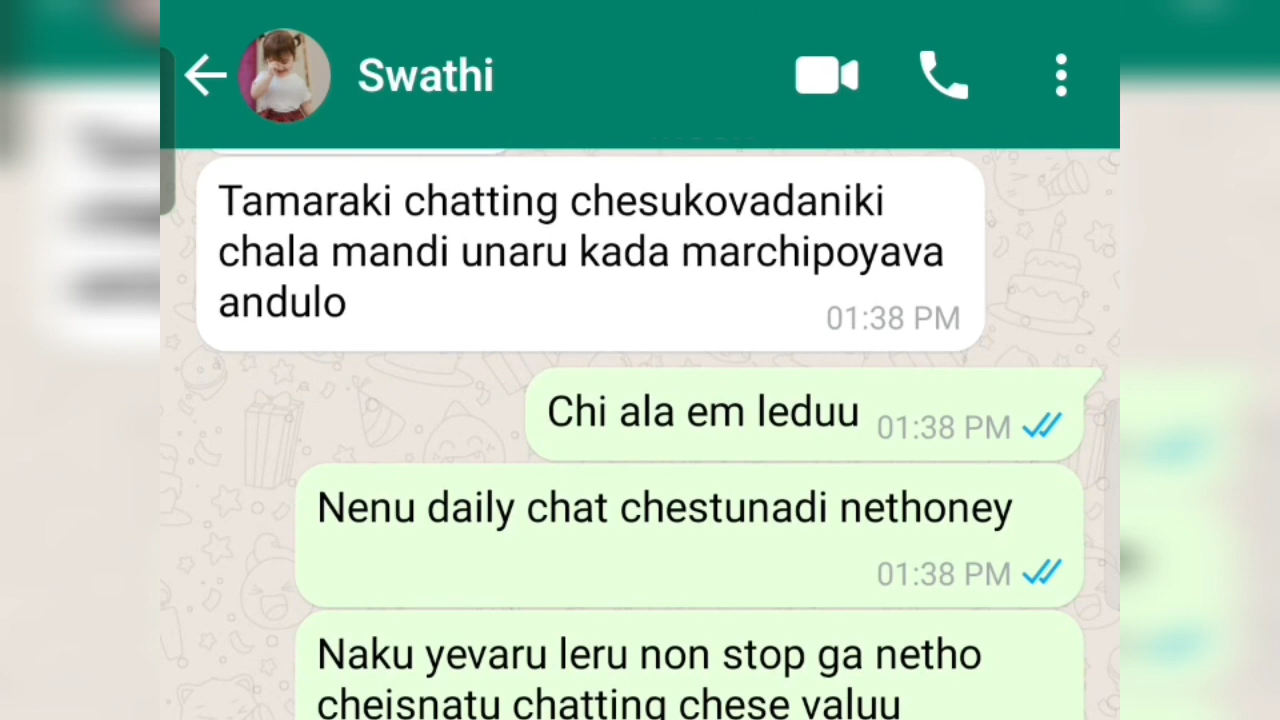 Swathi
Tamaraki chatting chesukovadaniki
chala mandi unaru kada marchipoyava
andulo
01:38 PM
Chi ala em leduu
01:38 PM
Nenu daily chat chestunadi nethoney
01:38 PM
Naku yevaru leru non stop ga netho
cheisnatu chatting chese valuu